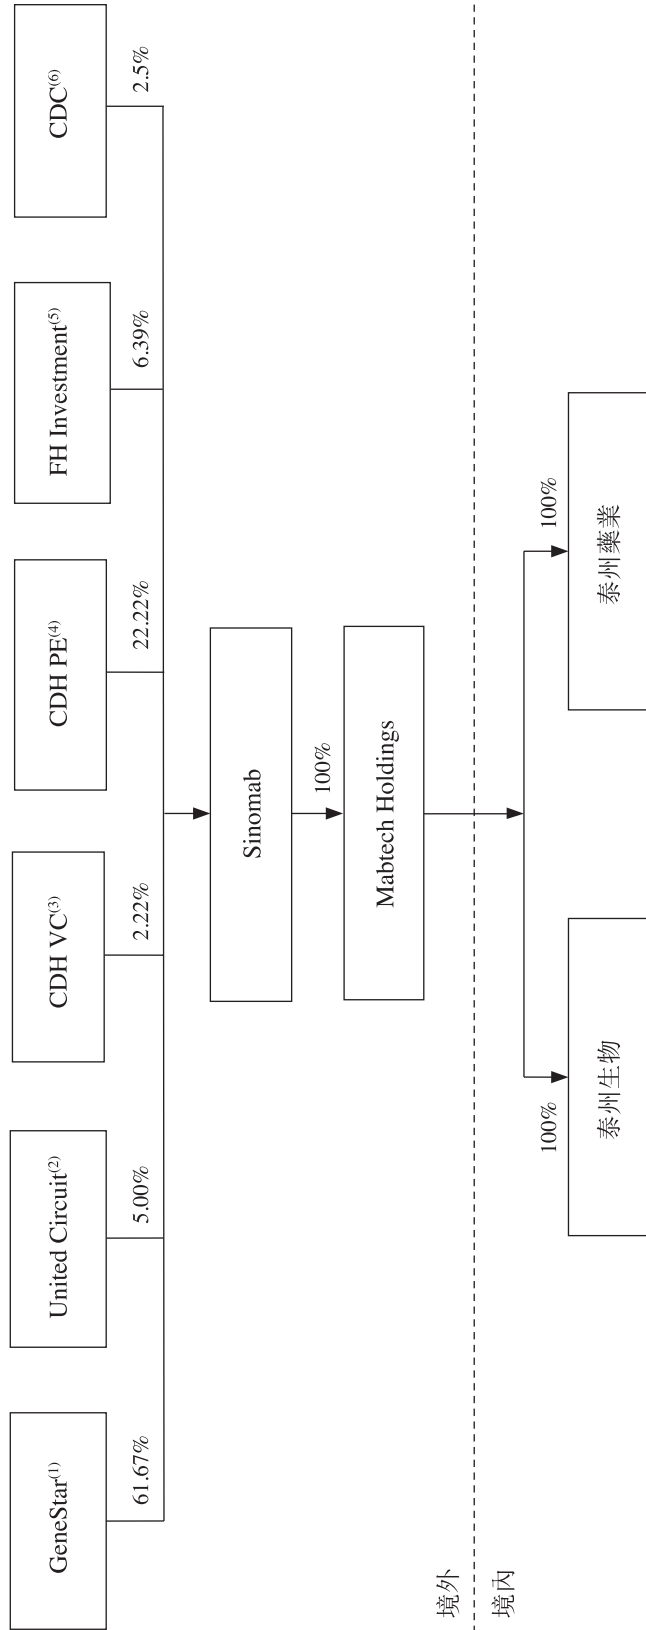 GeneStar(1)
United Circuit(2)
CDH VC(3)
CDH PE(4)
FH Investment(5)
CDC(6)
61.67%
5.00%
2.22%
22.22%
6.39%
2.5%
Sinomab
100%
Mabtech Holdings
境外
境內
100%
100%
泰州生物
泰州藥業